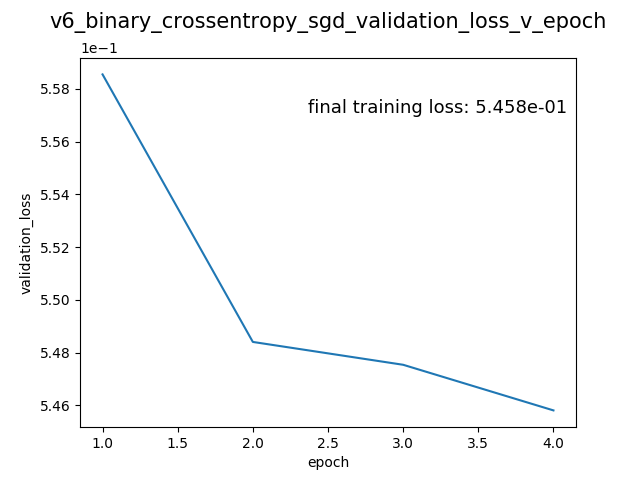 v6_binary_crossentropy_sgd_validation_loss_v_epoch
1e−1
final training loss: 5.458e-01
5.58
5.56
5.54
5.52
5.50
5.48
5.46
validation_loss
1.0 1.5 2.0 2.5 3.0 3.5 4.0
epoch